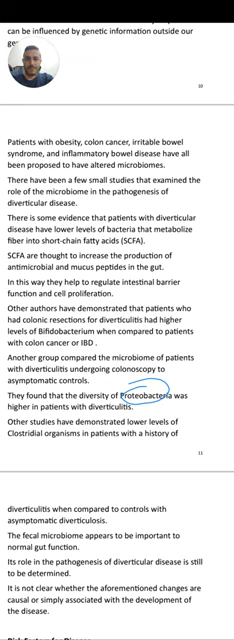 can be influenced by genetic information outside our
10
Patients with obesity, colon cancer, irritable bowel
syndrome, and inflammatory bowel disease have all
been proposed to have altered microbiomes.
There have been a few small studies that examined the
role of the microbiome in the pathogenesis of
diverticular disease.
There is some evidence that patients with diverticular
disease have lower levels of bacteria that metabolize
fiber into short-chain fatty acids (SCFA).
SCFA are thought to increase the production of
antimicrobial and mucus peptides in the gut.
In this way they help to regulate intestinal barrier
function and cell proliferation.
Other authors have demonstrated that patients who
had colonic resections for diverticulitis had higher
levels of Bifidobacterium when compared to patients
with colon cancer or IBD .
Another group compared the microbiome of patients
with diverticulitis undergoing colonoscopy to
asymptomatic controls.
They found that the diversity of Proteobacteria was
higher in patients with diverticulitis.
Other studies have demonstrated lower levels of
Clostridial organisms in patients with a history of
11
diverticulitis when compared to controls with
asymptomatic diverticulosis.
The fecal microbiome appears to be important to
normal gut function.
Its role in the pathogenesis of diverticular disease is still
to be determined.
It is not clear whether the aforementioned changes are
causal or simply associated with the development of
the disease.